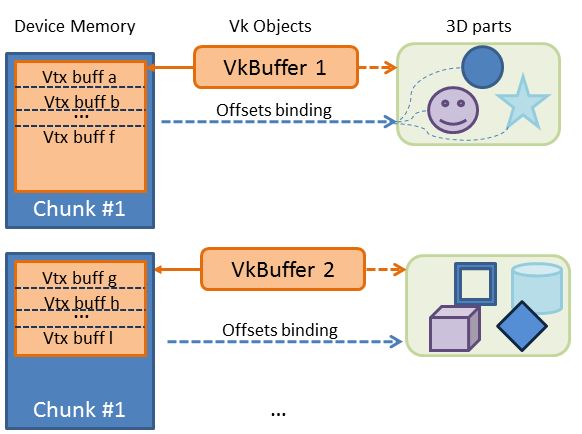 Device Memory
Vk Objects
3D parts
Vtx buff a
Vtx buff b
...
Vtx buff f
Chunk #1
VkBuffer 1
Offsets binding
Vtx buff g
Vtx buff h
...
Vtx buff l
Chunk #1
VkBuffer 2
Offsets binding
...